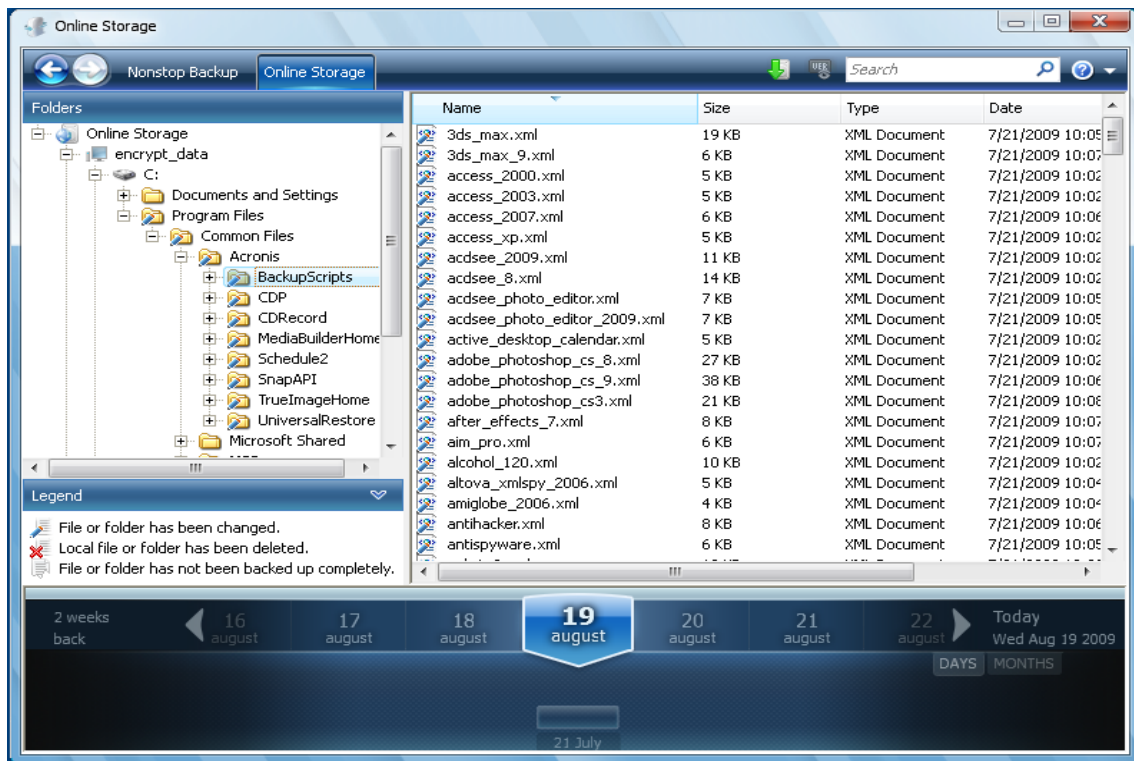 Online Storage
Nonstop Backup Online Storage
VER
Search
Folders
Online Storage
encrypt_data
C:
Documents and Settings
Program Files
Common Files
Acronis
BackupScripts
CDP
CDRecord
MediaBuilderHome
Schedule2
SnapAPI
TrueImageHome
UniversalRestore
Microsoft Shared
Name Size Type Date
3ds_max.xml 19 KB XML Document 7/21/2009 10:05
3ds_max_9.xml 6 KB XML Document 7/21/2009 10:07
access_2000.xml 5 KB XML Document 7/21/2009 10:02
access_2003.xml 5 KB XML Document 7/21/2009 10:02
access_2007.xml 6 KB XML Document 7/21/2009 10:06
access_xp.xml 5 KB XML Document 7/21/2009 10:02
acdsee_2009.xml 11 KB XML Document 7/21/2009 10:02
acdsee_8.xml 14 KB XML Document 7/21/2009 10:02
acdsee_photo_editor.xml 7 KB XML Document 7/21/2009 10:05
acdsee_photo_editor_2009.xml 7 KB XML Document 7/21/2009 10:05
active_desktop_calendar.xml 5 KB XML Document 7/21/2009 10:02
adobe_photoshop_cs_8.xml 27 KB XML Document 7/21/2009 10:02
adobe_photoshop_cs_9.xml 38 KB XML Document 7/21/2009 10:06
adobe_photoshop_cs3.xml 21 KB XML Document 7/21/2009 10:08
after_effects_7.xml 8 KB XML Document 7/21/2009 10:07
aim_pro.xml 6 KB XML Document 7/21/2009 10:07
alcohol_120.xml 10 KB XML Document 7/21/2009 10:02
altova_xmlspy_2006.xml 5 KB XML Document 7/21/2009 10:04
amiglobe_2006.xml 4 KB XML Document 7/21/2009 10:04
antihacker.xml 8 KB XML Document 7/21/2009 10:06
antispyware.xml 6 KB XML Document 7/21/2009 10:05
Legend
File or folder has been changed.
Local file or folder has been deleted.
File or folder has not been backed up completely.
2 weeks back
16 august
17 august
18 august
19 august
20 august
21 august
22 august
Today
Wed Aug 19 2009
DAYS MONTHS
21 July